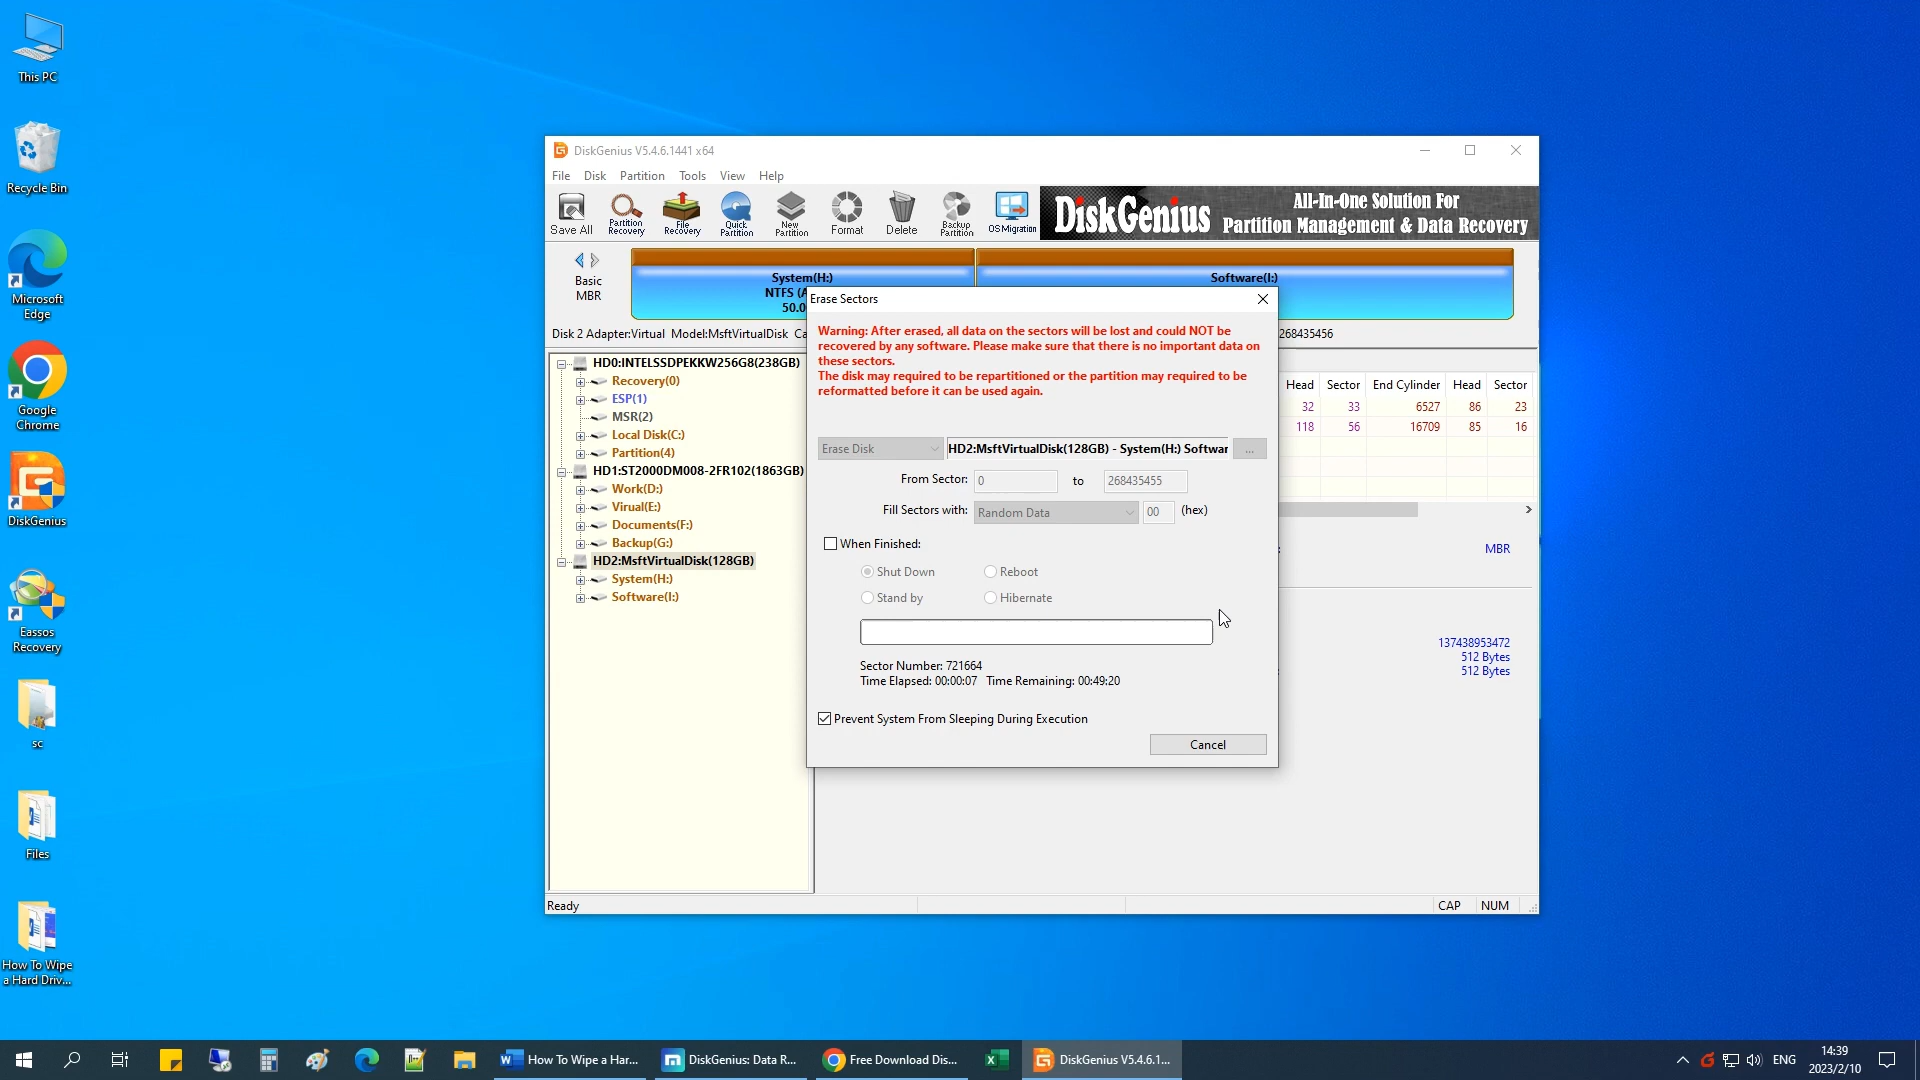 This PC
Recycle Bin
Microsoft
Edge
Google
Chrome
DiskGenius
Eassos
Recovery
sc
Files
How To Wipe
a Hard Driv...
DiskGenius V5.4.6.1441 x64
File Disk Partition Tools View Help
Save All
Partition
Recovery
File
Recovery
Quick
Partition
New
Partition
Format
Delete
Backup
Partition
OS Migration
DiskGenius
All-In-One Solution For
Partition Management & Data Recovery
Basic
MBR
System(H:)
NTFS (A
50.0
Software(I:)
Disk 2 Adapter:Virtual Model:MsftVirtualDisk Ca
268435456
HD0:INTELSSDPEKKW256G8(238GB)
Recovery(0)
ESP(1)
MSR(2)
Local Disk(C:)
Partition(4)
HD1:ST2000DM008-2FR102(1863GB)
Work(D:)
Virual(E:)
Documents(F:)
Backup(G:)
HD2:MsftVirtualDisk(128GB)
System(H:)
Software(I:)
Erase Sectors
Warning: After erased, all data on the sectors will be lost and could NOT be
recovered by any software. Please make sure that there is no important data on
these sectors.
The disk may required to be repartitioned or the partition may required to be
reformatted before it can be used again.
Erase Disk
HD2:MsftVirtualDisk(128GB) - System(H:) Softwar
...
From Sector: 0 to 268435455
Fill Sectors with: Random Data 00 (hex)
When Finished:
Shut Down Reboot
Stand by Hibernate
Sector Number: 721664
Time Elapsed: 00:00:07 Time Remaining: 00:49:20
Prevent System From Sleeping During Execution
Cancel
Head Sector End Cylinder Head Sector
32 33 6527 86 23
118 56 16709 85 16
MBR
137438953472
512 Bytes
512 Bytes
Ready
CAP NUM
How To Wipe a Har...
DiskGenius: Data R...
Free Download Dis...
DiskGenius V5.4.6.1...
ENG
14:39
2023/2/10